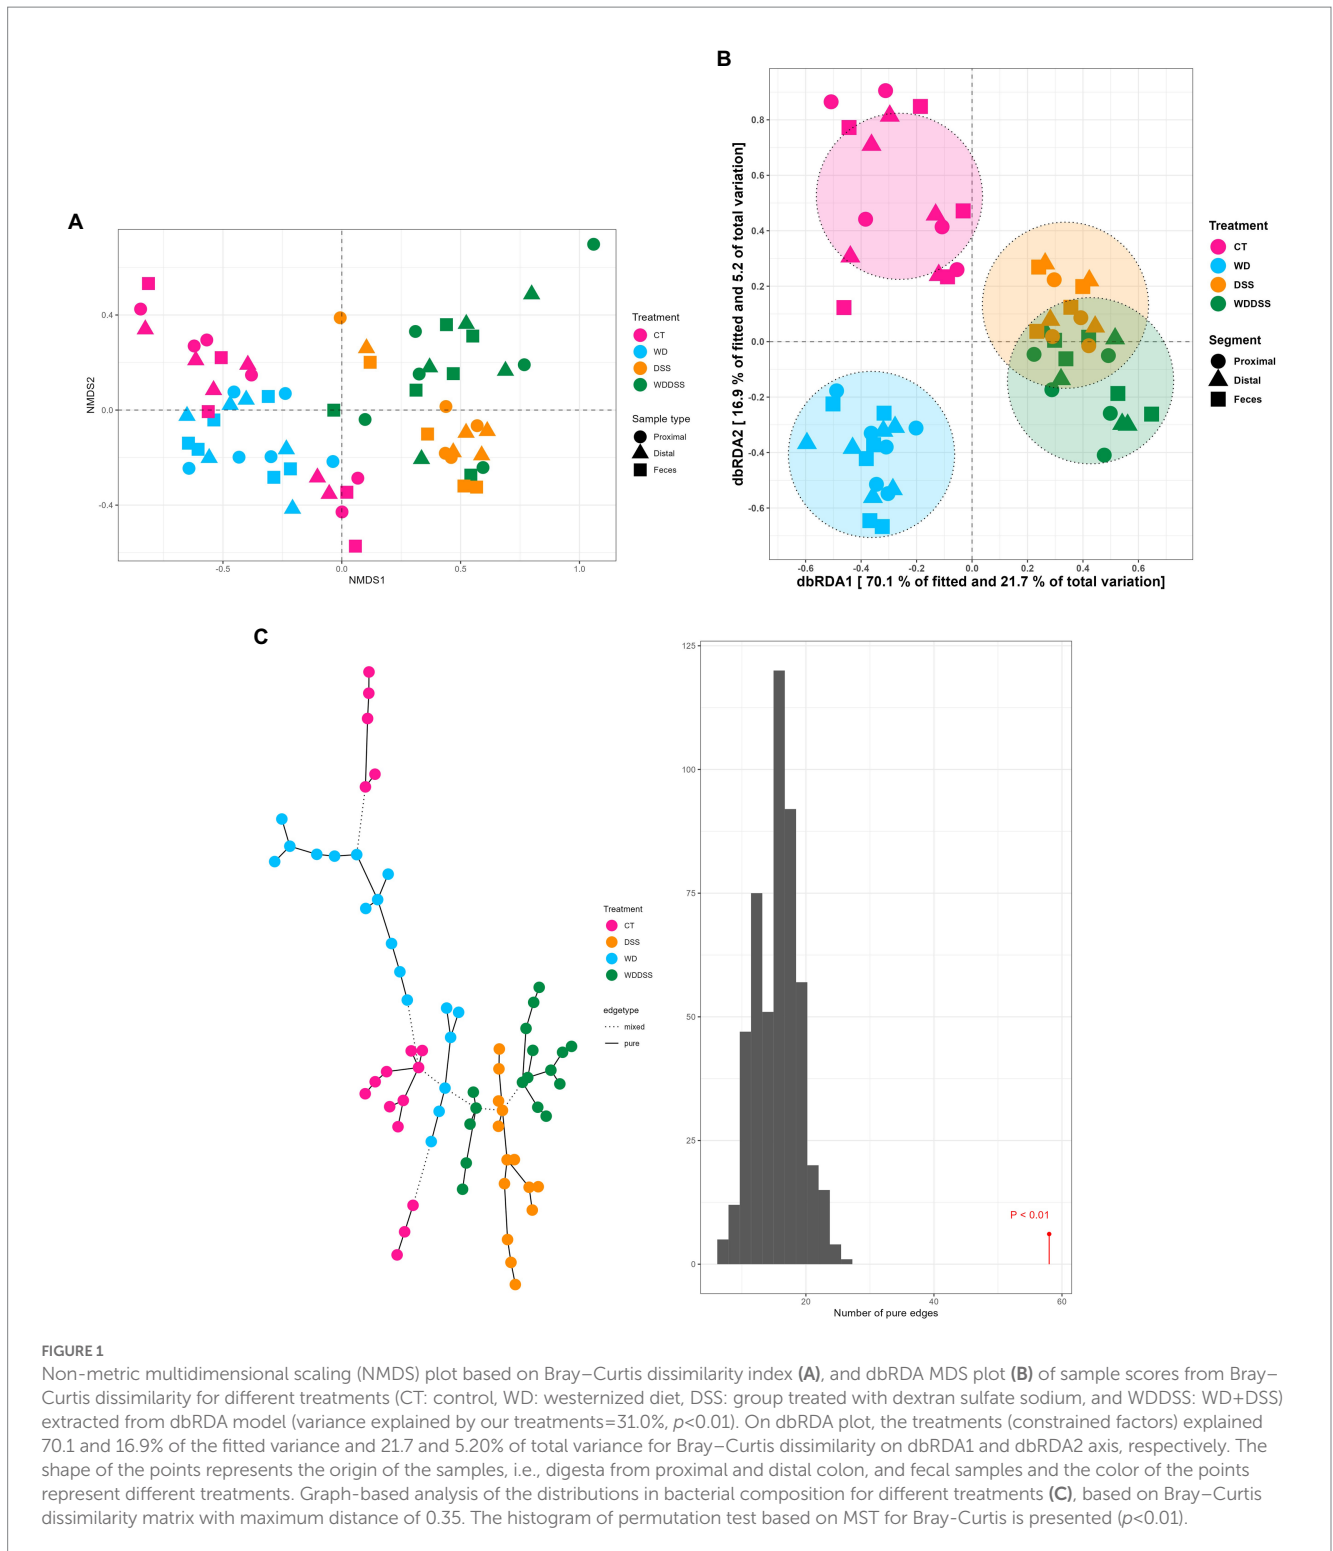 A
0.4
0.0
-0.4
NMDS2
-0.5
0.0
0.5
1.0
NMDS1
Treatment
CT
WD
DSS
WDDSS
Sample type
Proximal
Distal
Feces
B
0.8
0.6
0.4
0.2
0.0
-0.2
-0.4
-0.6
dbRDA2 [ 16.9 % of fitted and 5.2 of total variation]
-0.6
-0.4
-0.2
0.0
0.2
0.4
0.6
dbRDA1 [ 70.1 % of fitted and 21.7 % of total variation]
Treatment
CT
WD
DSS
WDDSS
Segment
Proximal
Distal
Feces
C
Treatment
CT
DSS
WD
WDDSS
edgetype
mixed
pure
125
100
75
50
25
0
P < 0.01
20
40
60
Number of pure edges
FIGURE 1
Non-metric multidimensional scaling (NMDS) plot based on Bray–Curtis dissimilarity index (A), and dbRDA MDS plot (B) of sample scores from Bray–
Curtis dissimilarity for different treatments (CT: control, WD: westernized diet, DSS: group treated with dextran sulfate sodium, and WDDSS: WD+DSS)
extracted from dbRDA model (variance explained by our treatments=31.0%, p<0.01). On dbRDA plot, the treatments (constrained factors) explained
70.1 and 16.9% of the fitted variance and 21.7 and 5.20% of total variance for Bray–Curtis dissimilarity on dbRDA1 and dbRDA2 axis, respectively. The
shape of the points represents the origin of the samples, i.e., digesta from proximal and distal colon, and fecal samples and the color of the points
represent different treatments. Graph-based analysis of the distributions in bacterial composition for different treatments (C), based on Bray–Curtis
dissimilarity matrix with maximum distance of 0.35. The histogram of permutation test based on MST for Bray-Curtis is presented (p<0.01).